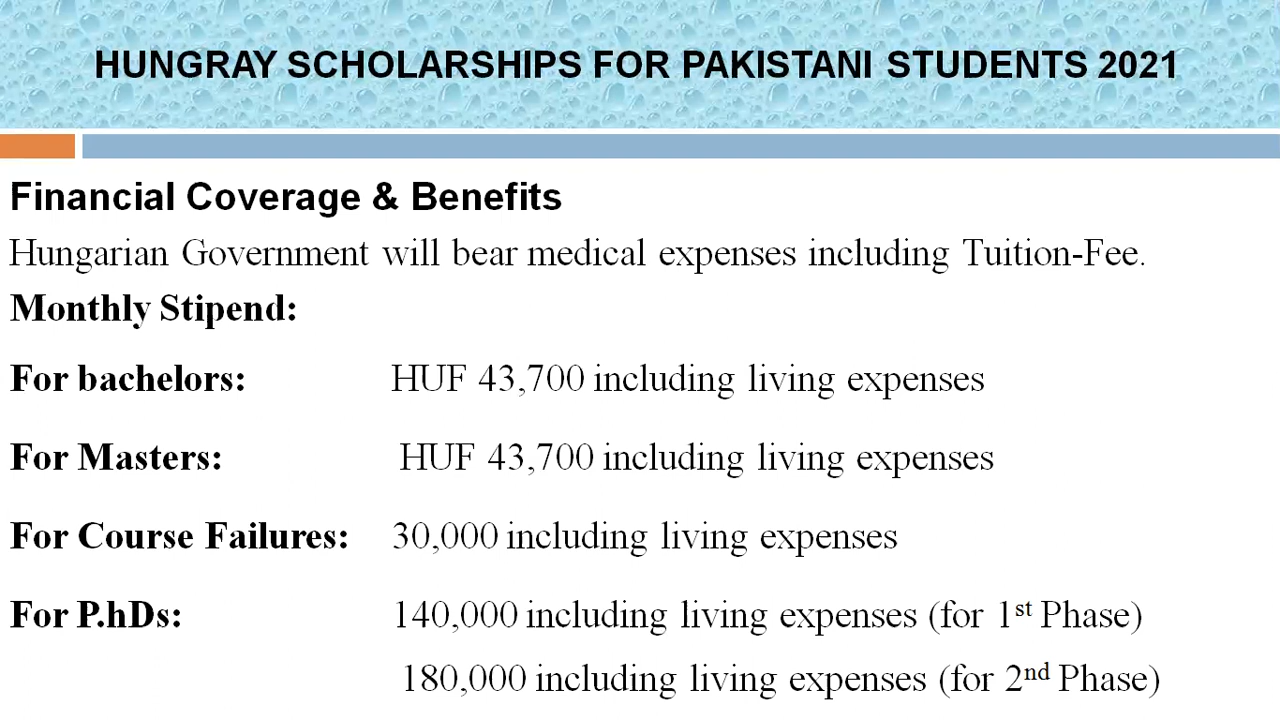 HUNGRAY SCHOLARSHIPS FOR PAKISTANI STUDENTS 2021
Financial Coverage & Benefits
Hungarian Government will bear medical expenses including Tuition-Fee.
Monthly Stipend:
For bachelors: HUF 43,700 including living expenses
For Masters: HUF 43,700 including living expenses
For Course Failures: 30,000 including living expenses
For P.hDs: 140,000 including living expenses (for 1st Phase)
180,000 including living expenses (for 2nd Phase)